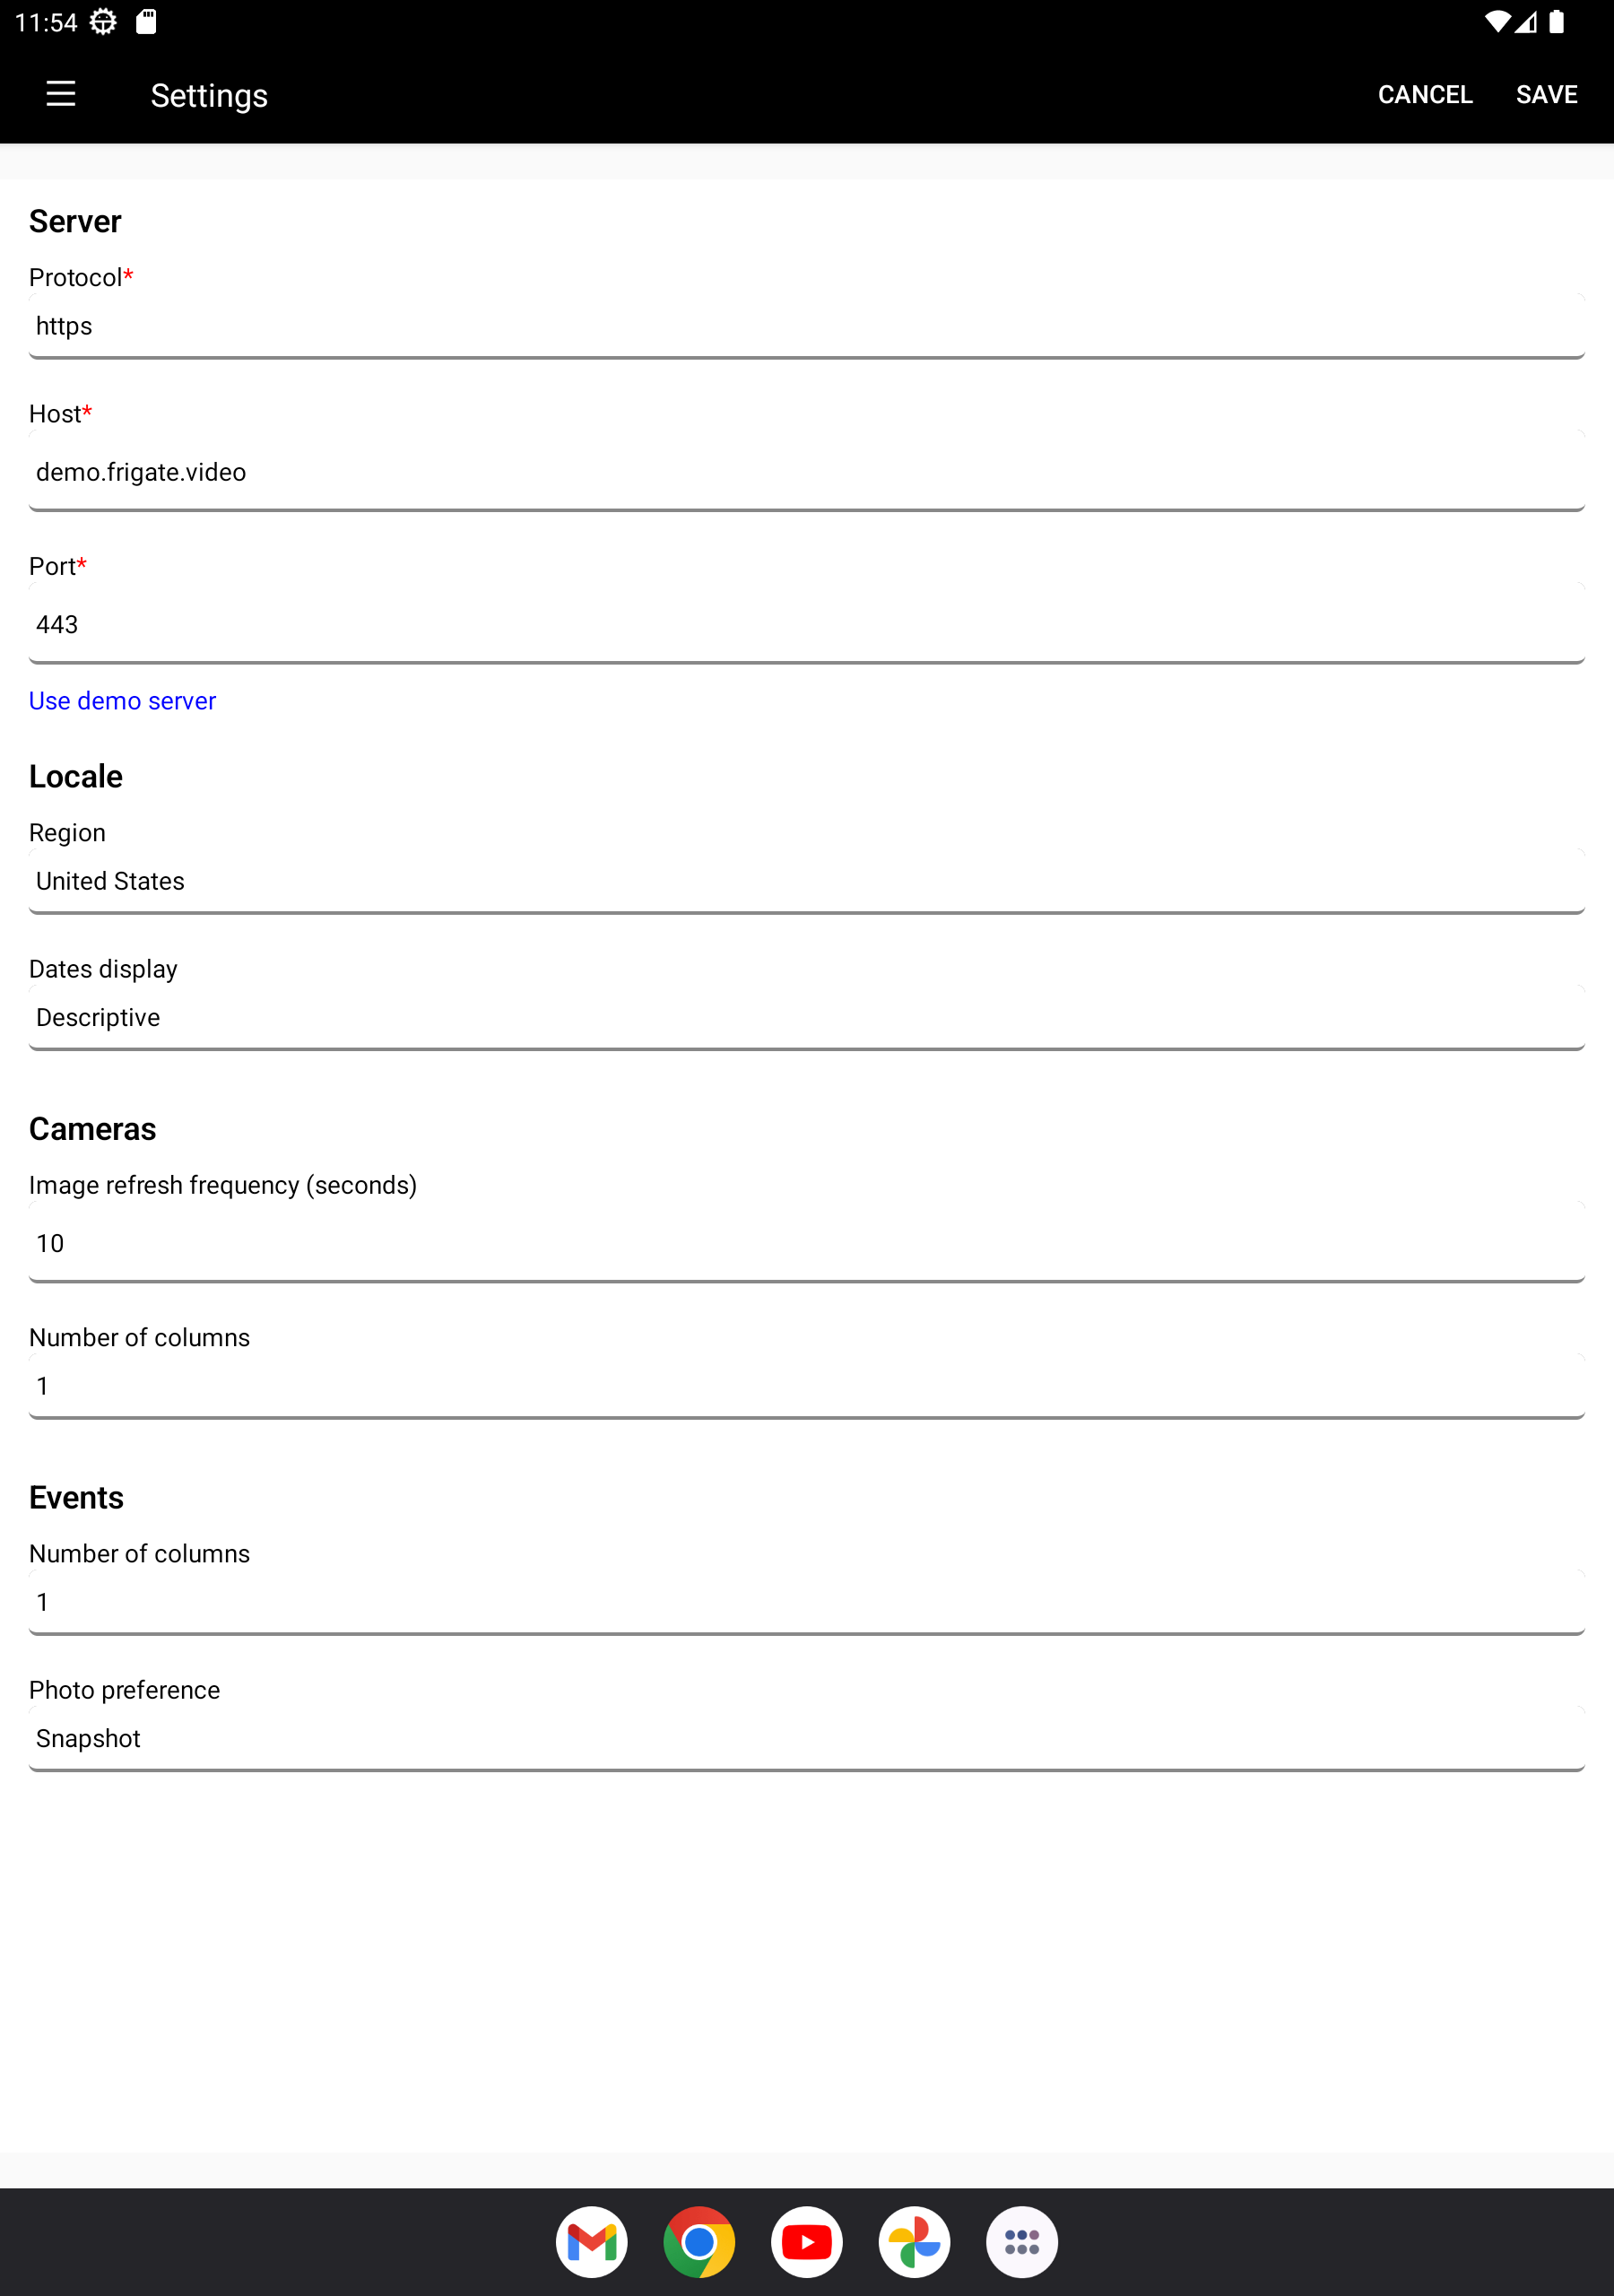 11:54
Settings
CANCEL SAVE
Server
Protocol*
https
Host*
demo.frigate.video
Port*
443
Use demo server
Locale
Region
United States
Dates display
Descriptive
Cameras
Image refresh frequency (seconds)
10
Number of columns
1
Events
Number of columns
1
Photo preference
Snapshot